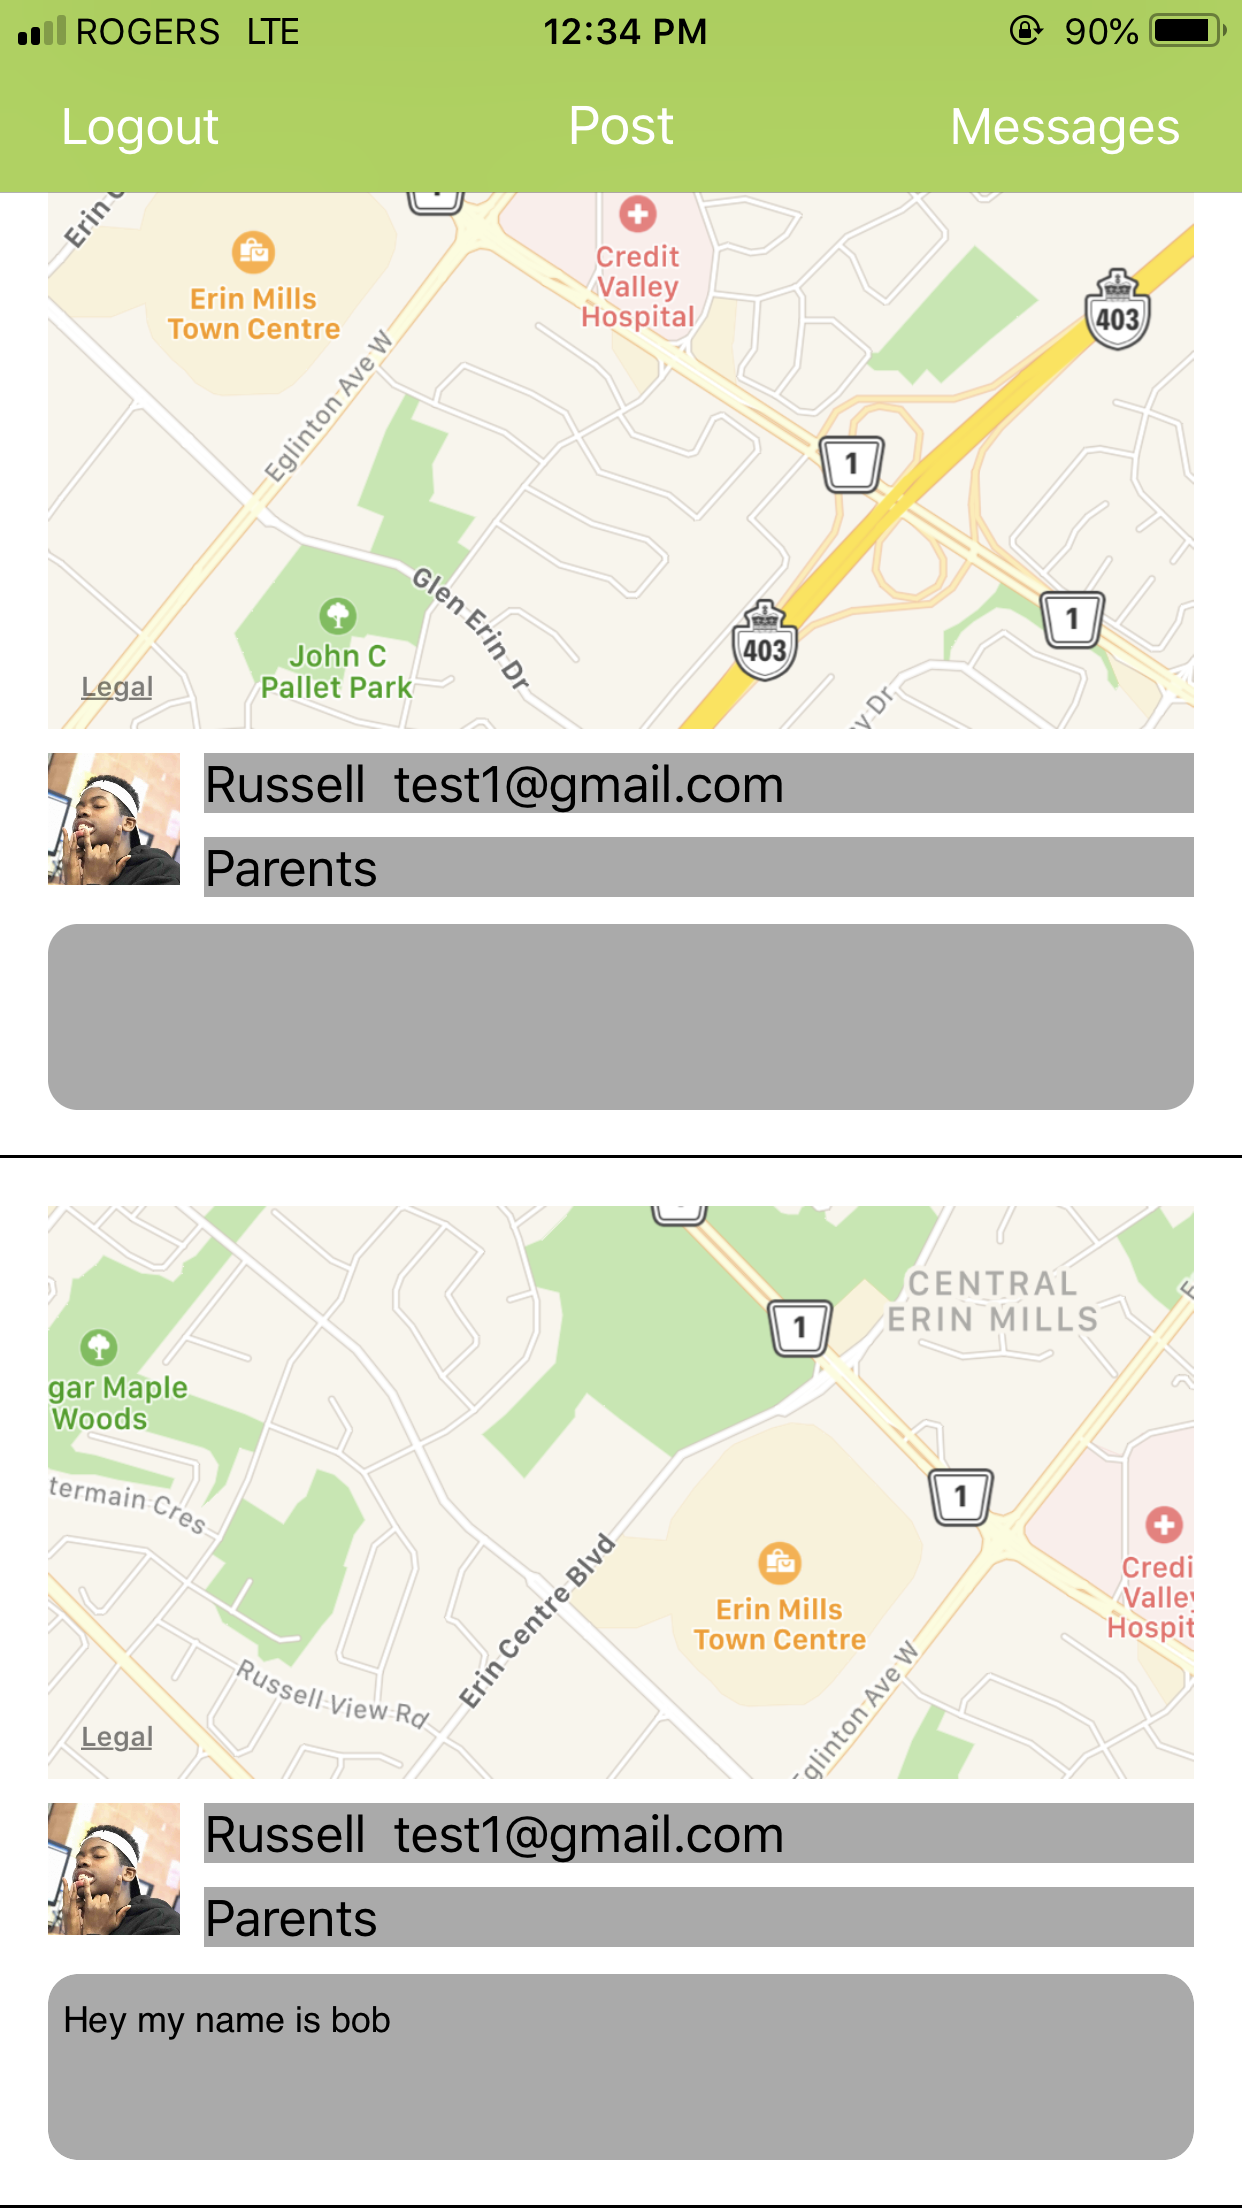 ROGERS LTE 12:34 PM 90%
Logout Post Messages
Erin
1
Erin Mills
Town Centre
Credit
Valley
Hospital
403
Eglinton Ave W
1
Glen Erin Dr
John C
Pallet Park
403
1
y Dr
Legal
Russell test1@gmail.com
Parents
CENTRAL
ERIN MILLS
1
gar Maple
Woods
termain Cres
1
Erin Centre Blvd
Erin Mills
Town Centre
Credi
Valley
Hospit
Russell View Rd
Eglinton Ave W
Legal
Russell test1@gmail.com
Parents
Hey my name is bob